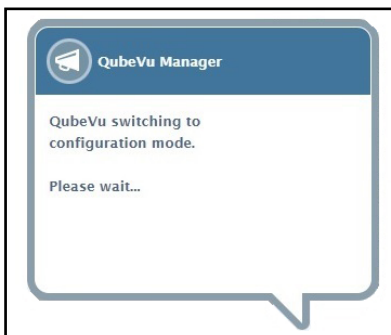 QubeVu Manager
QubeVu switching to
configuration mode.
Please wait...